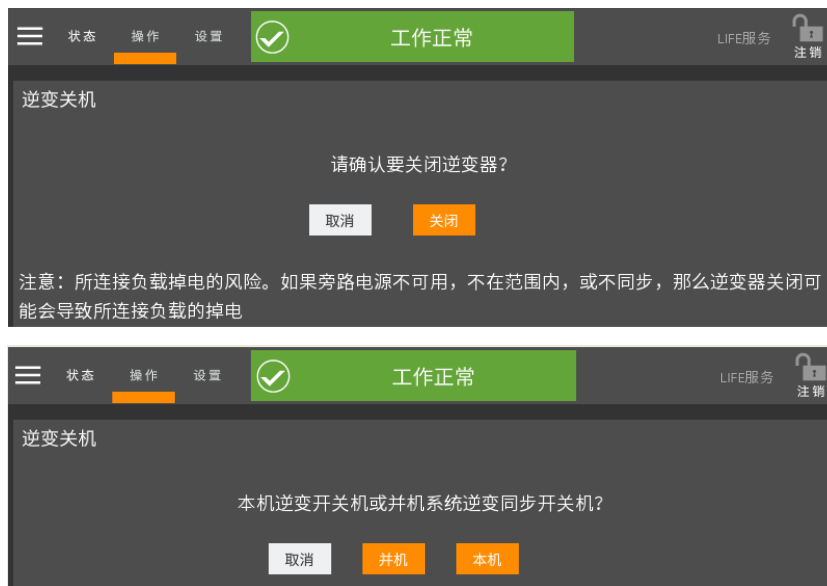 状态 操作 设置 工作正常 LIFE服务 注销
逆变关机
请确认要关闭逆变器?
取消 关闭
注意：所连接负载掉电的风险。如果旁路电源不可用，不在范围内，或不同步，那么逆变器关闭可
能会导致所连接负载的掉电
状态 操作 设置 工作正常 LIFE服务 注销
逆变关机
本机逆变开关机或并机系统逆变同步开关机?
取消 并机 本机